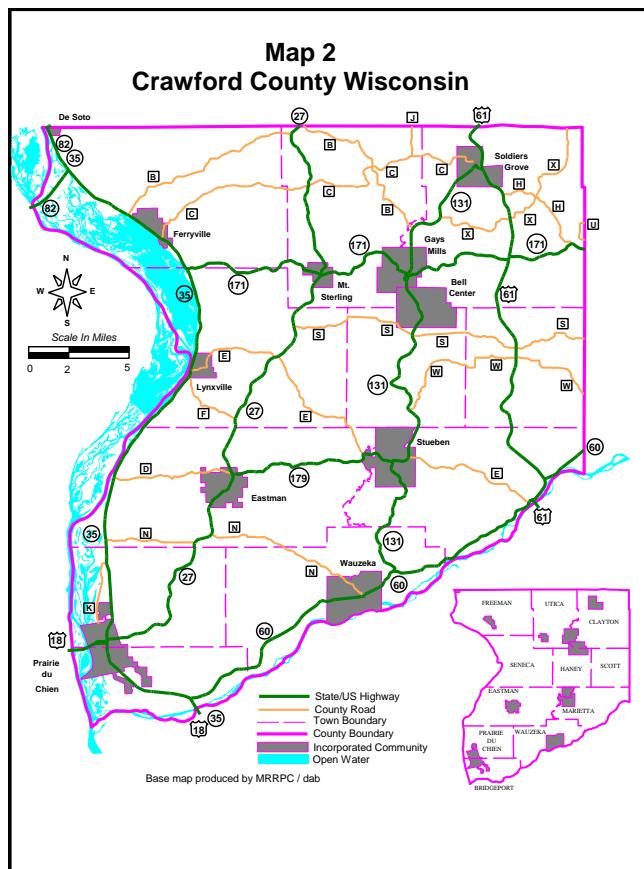 Map 2
Crawford County Wisconsin
De Soto
27
61
J
82
35
B
B
Soldiers
Grove
X
C
C
B
C
H
131
82
C
B
X
H
Ferryville
X
U
N
171
Gays
Mills
171
W E
171
Mt.
Sterling
Bell
Center
S
35
61
Scale In Miles
S
S
S
S
0 2 5
E
W
W
Lynxville
131
W
F
27
E
Stueben
60
D
179
E
Eastman
61
35
N
N
131
Wauzeka
27
N
60
K
18
60
Prairie
du
Chien
35
18
State/US Highway
County Road
Town Boundary
County Boundary
Incorporated Community
Open Water
Base map produced by MRRPC / dab
FREEMAN
UTICA
CLAYTON
SENECA
HANEY
SCOTT
EASTMAN
MARIETTA
PRAIRIE
DU
CHIEN
WAUZEKA
BRIDGEPORT